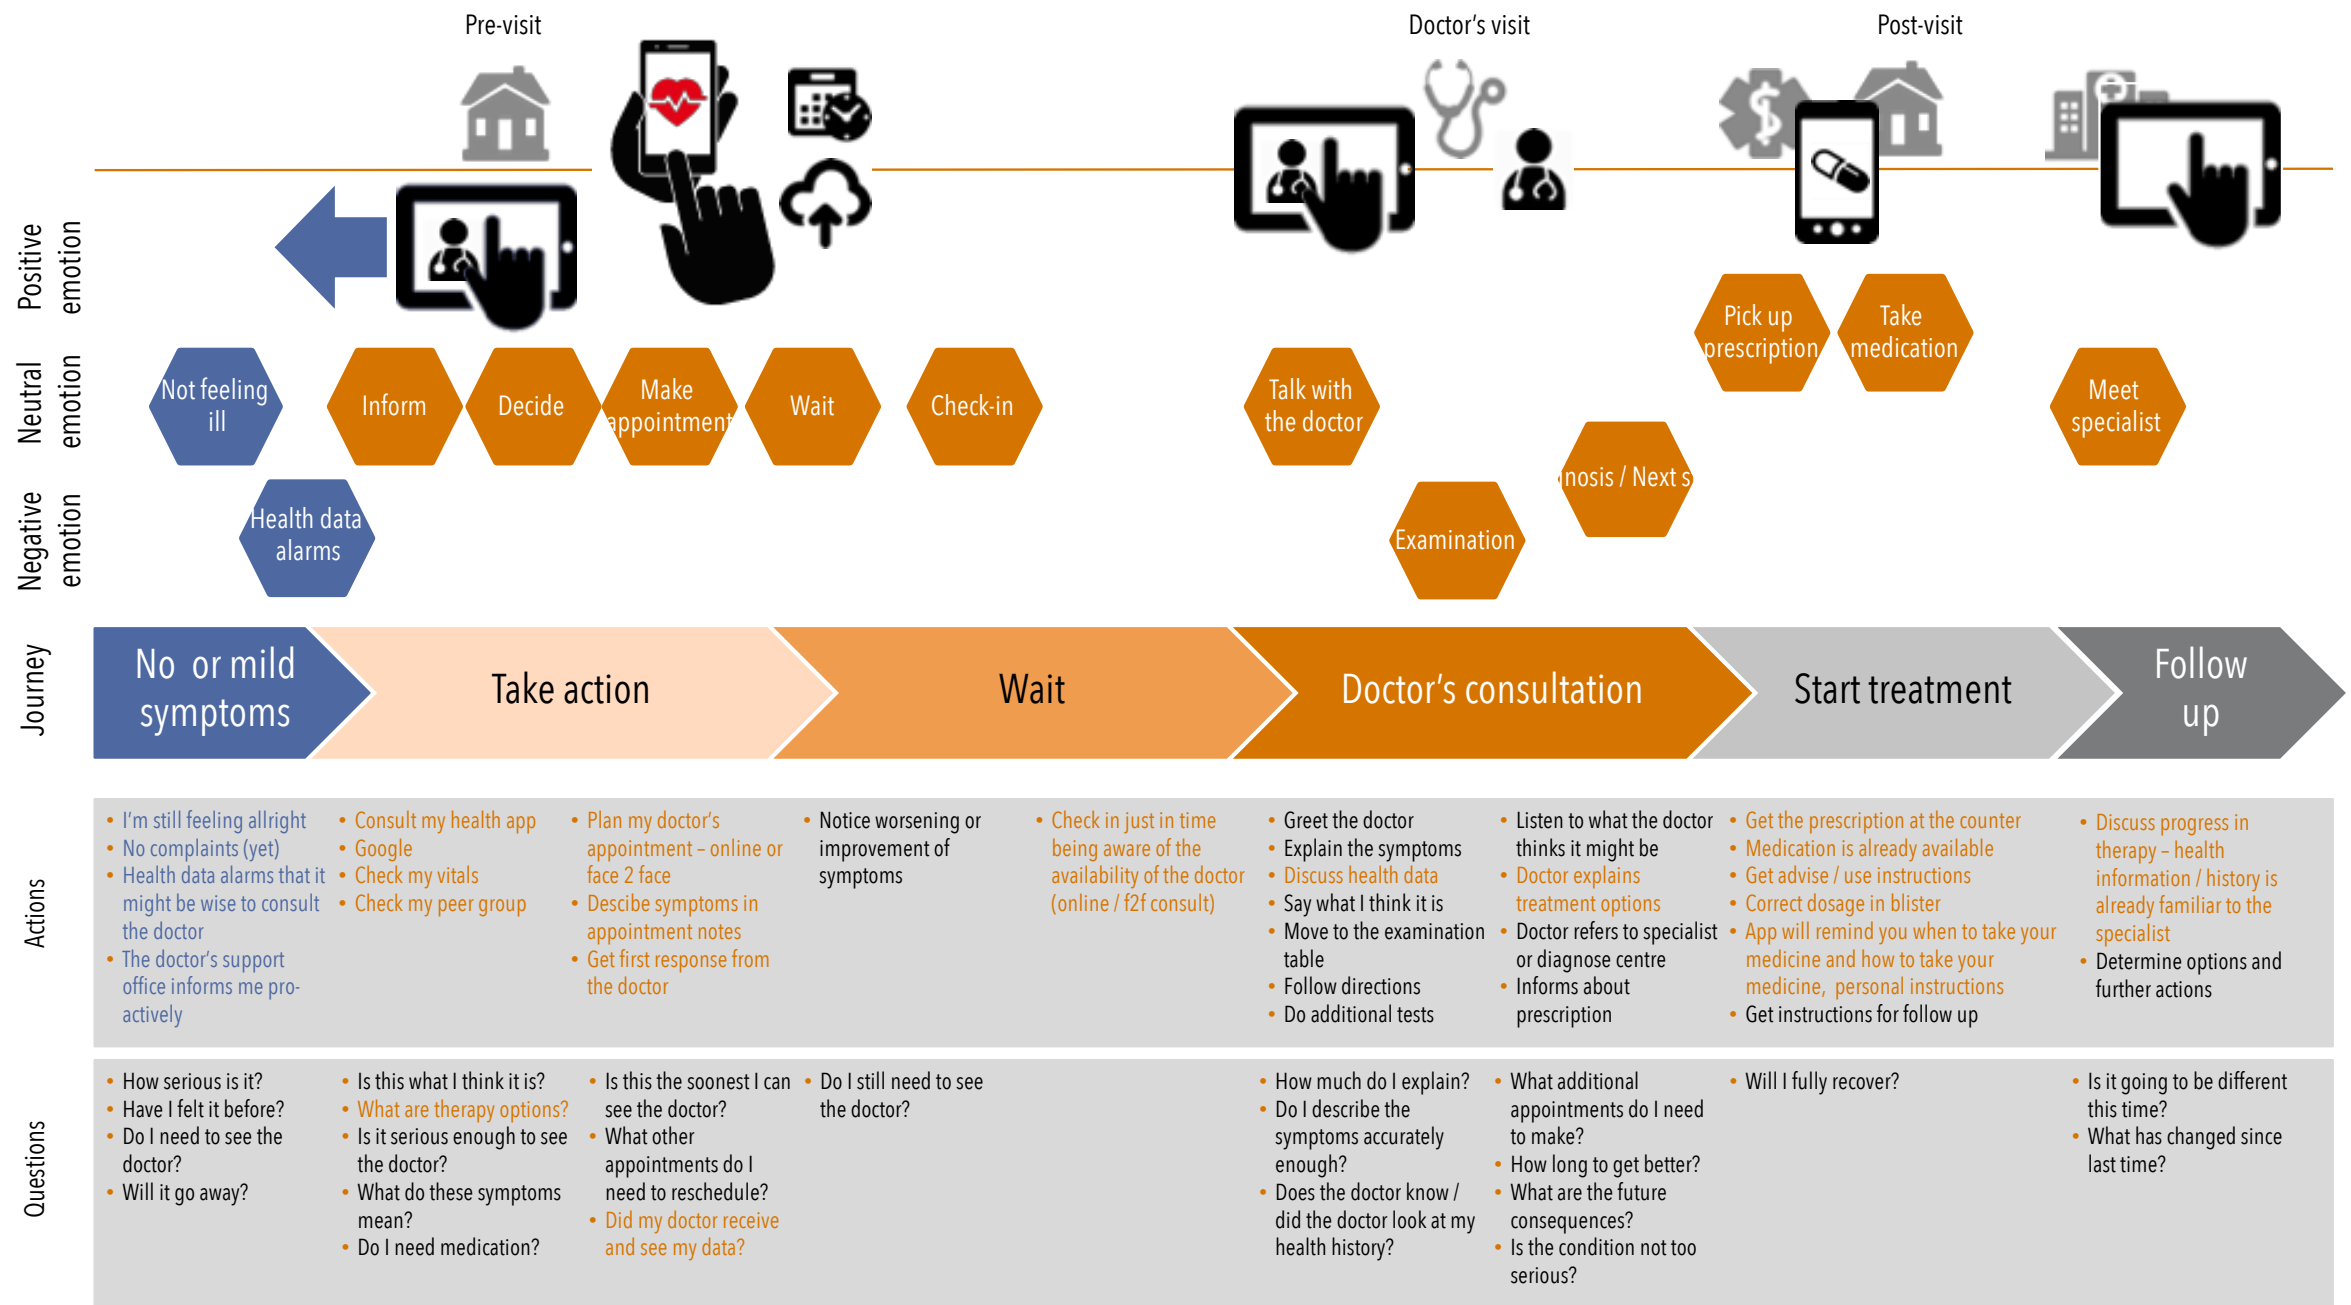 Pre-visit
Doctor's visit
Post-visit
Positive
emotion
Neutral
emotion
Negative
emotion
Not feeling
ill
Health data
alarms
Inform
Decide
Make
appointment
Wait
Check-in
Talk with
the doctor
Examination
nosis / Next s
Pick up
prescription
Take
medication
Meet
specialist
Journey
No or mild
symptoms
Take action
Wait
Doctor's consultation
Start treatment
Follow
up
Actions
• I'm still feeling allright
• No complaints (yet)
• Health data alarms that it
might be wise to consult
the doctor
• The doctor's support
office informs me pro-
actively
• Consult my health app
• Google
• Check my vitals
• Check my peer group
• Plan my doctor's
appointment – online or
face 2 face
• Descibe symptoms in
appointment notes
• Get first response from
the doctor
• Notice worsening or
improvement of
symptoms
• Check in just in time
being aware of the
availability of the doctor
(online / f2f consult)
• Greet the doctor
• Explain the symptoms
• Discuss health data
• Say what I think it is
• Move to the examination
table
• Follow directions
• Do additional tests
• Listen to what the doctor
thinks it might be
• Doctor explains
treatment options
• Doctor refers to specialist
or diagnose centre
• Informs about
prescription
• Get the prescription at the counter
• Medication is already available
• Get advise / use instructions
• Correct dosage in blister
• App will remind you when to take your
medicine and how to take your
medicine, personal instructions
• Get instructions for follow up
• Discuss progress in
therapy – health
information / history is
already familiar to the
specialist
• Determine options and
further actions
Questions
• How serious is it?
• Have I felt it before?
• Do I need to see the
doctor?
• Will it go away?
• Is this what I think it is?
• What are therapy options?
• Is it serious enough to see
the doctor?
• What do these symptoms
mean?
• Do I need medication?
• Is this the soonest I can
see the doctor?
• What other
appointments do I
need to reschedule?
• Did my doctor receive
and see my data?
• Do I still need to see
the doctor?
• How much do I explain?
• Do I describe the
symptoms accurately
enough?
• Does the doctor know /
did the doctor look at my
health history?
• What additional
appointments do I need
to make?
• How long to get better?
• What are the future
consequences?
• Is the condition not too
serious?
• Will I fully recover?
• Is it going to be different
this time?
• What has changed since
last time?